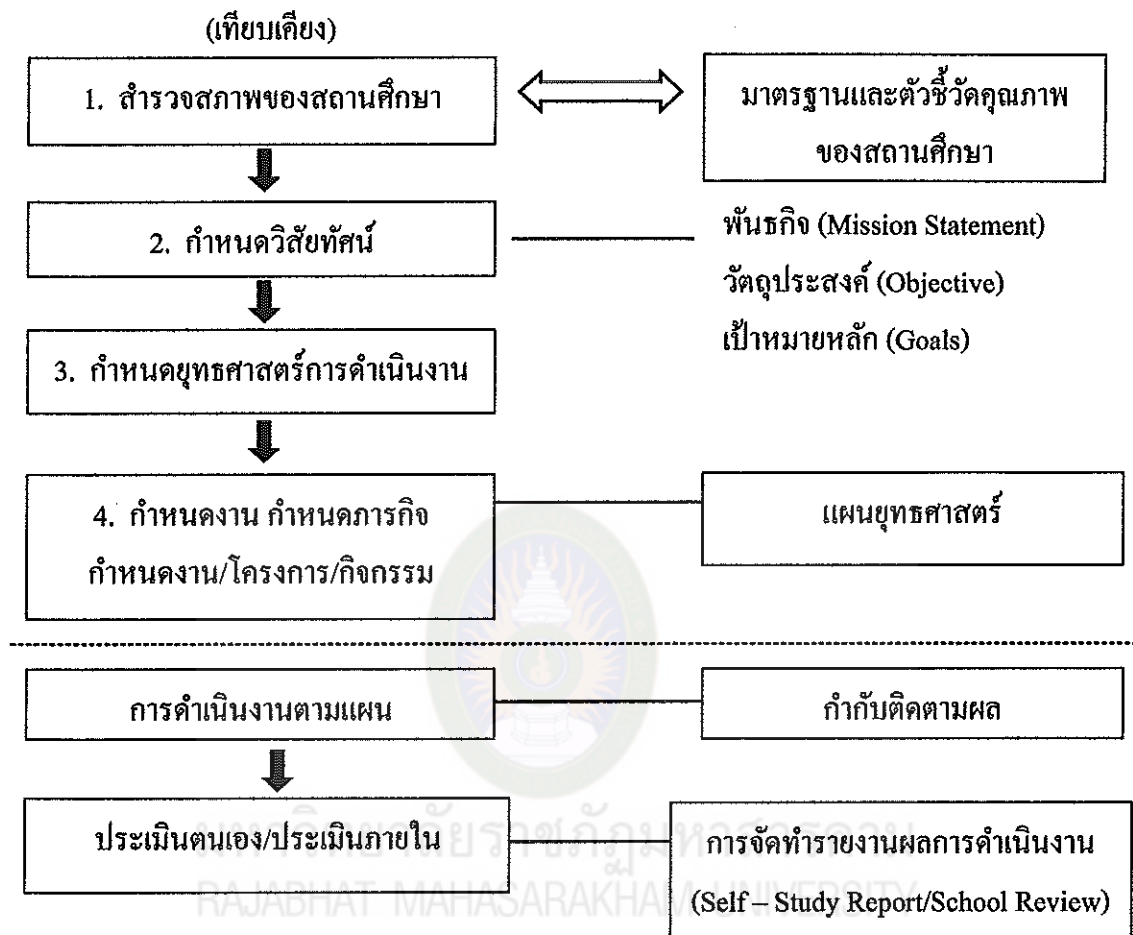 (เทียบเคียง)
1. สำรวจสภาพของสถานศึกษา
มาตรฐานและตัวชี้วัดคุณภาพ
ของสถานศึกษา
2. กำหนดวิสัยทัศน์
พันธกิจ (Mission Statement)
วัตถุประสงค์ (Objective)
เป้าหมายหลัก (Goals)
3. กำหนดยุทธศาสตร์การดำเนินงาน
4. กำหนดงาน กำหนดภารกิจ
กำหนดงาน/โครงการ/กิจกรรม
แผนยุทธศาสตร์
การดำเนินงานตามแผน
กำกับติดตามผล
ประเมินตนเอง/ประเมินภายใน
การจัดทำรายงานผลการดำเนินงาน
(Self – Study Report/School Review)
มหาวิทยาลัยราชภัฏมหาสารคาม
RAJABHAT MAHASARAKHAM UNIVERSITY